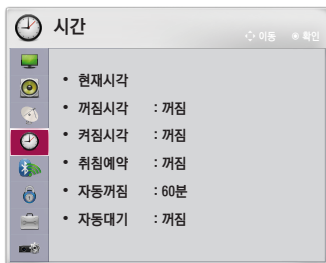 시간
이동 확인
• 현재시각
• 꺼짐시각 : 꺼짐
• 켜짐시각 : 꺼짐
• 취침예약 : 꺼짐
• 자동꺼짐 : 60분
• 자동대기 : 꺼짐